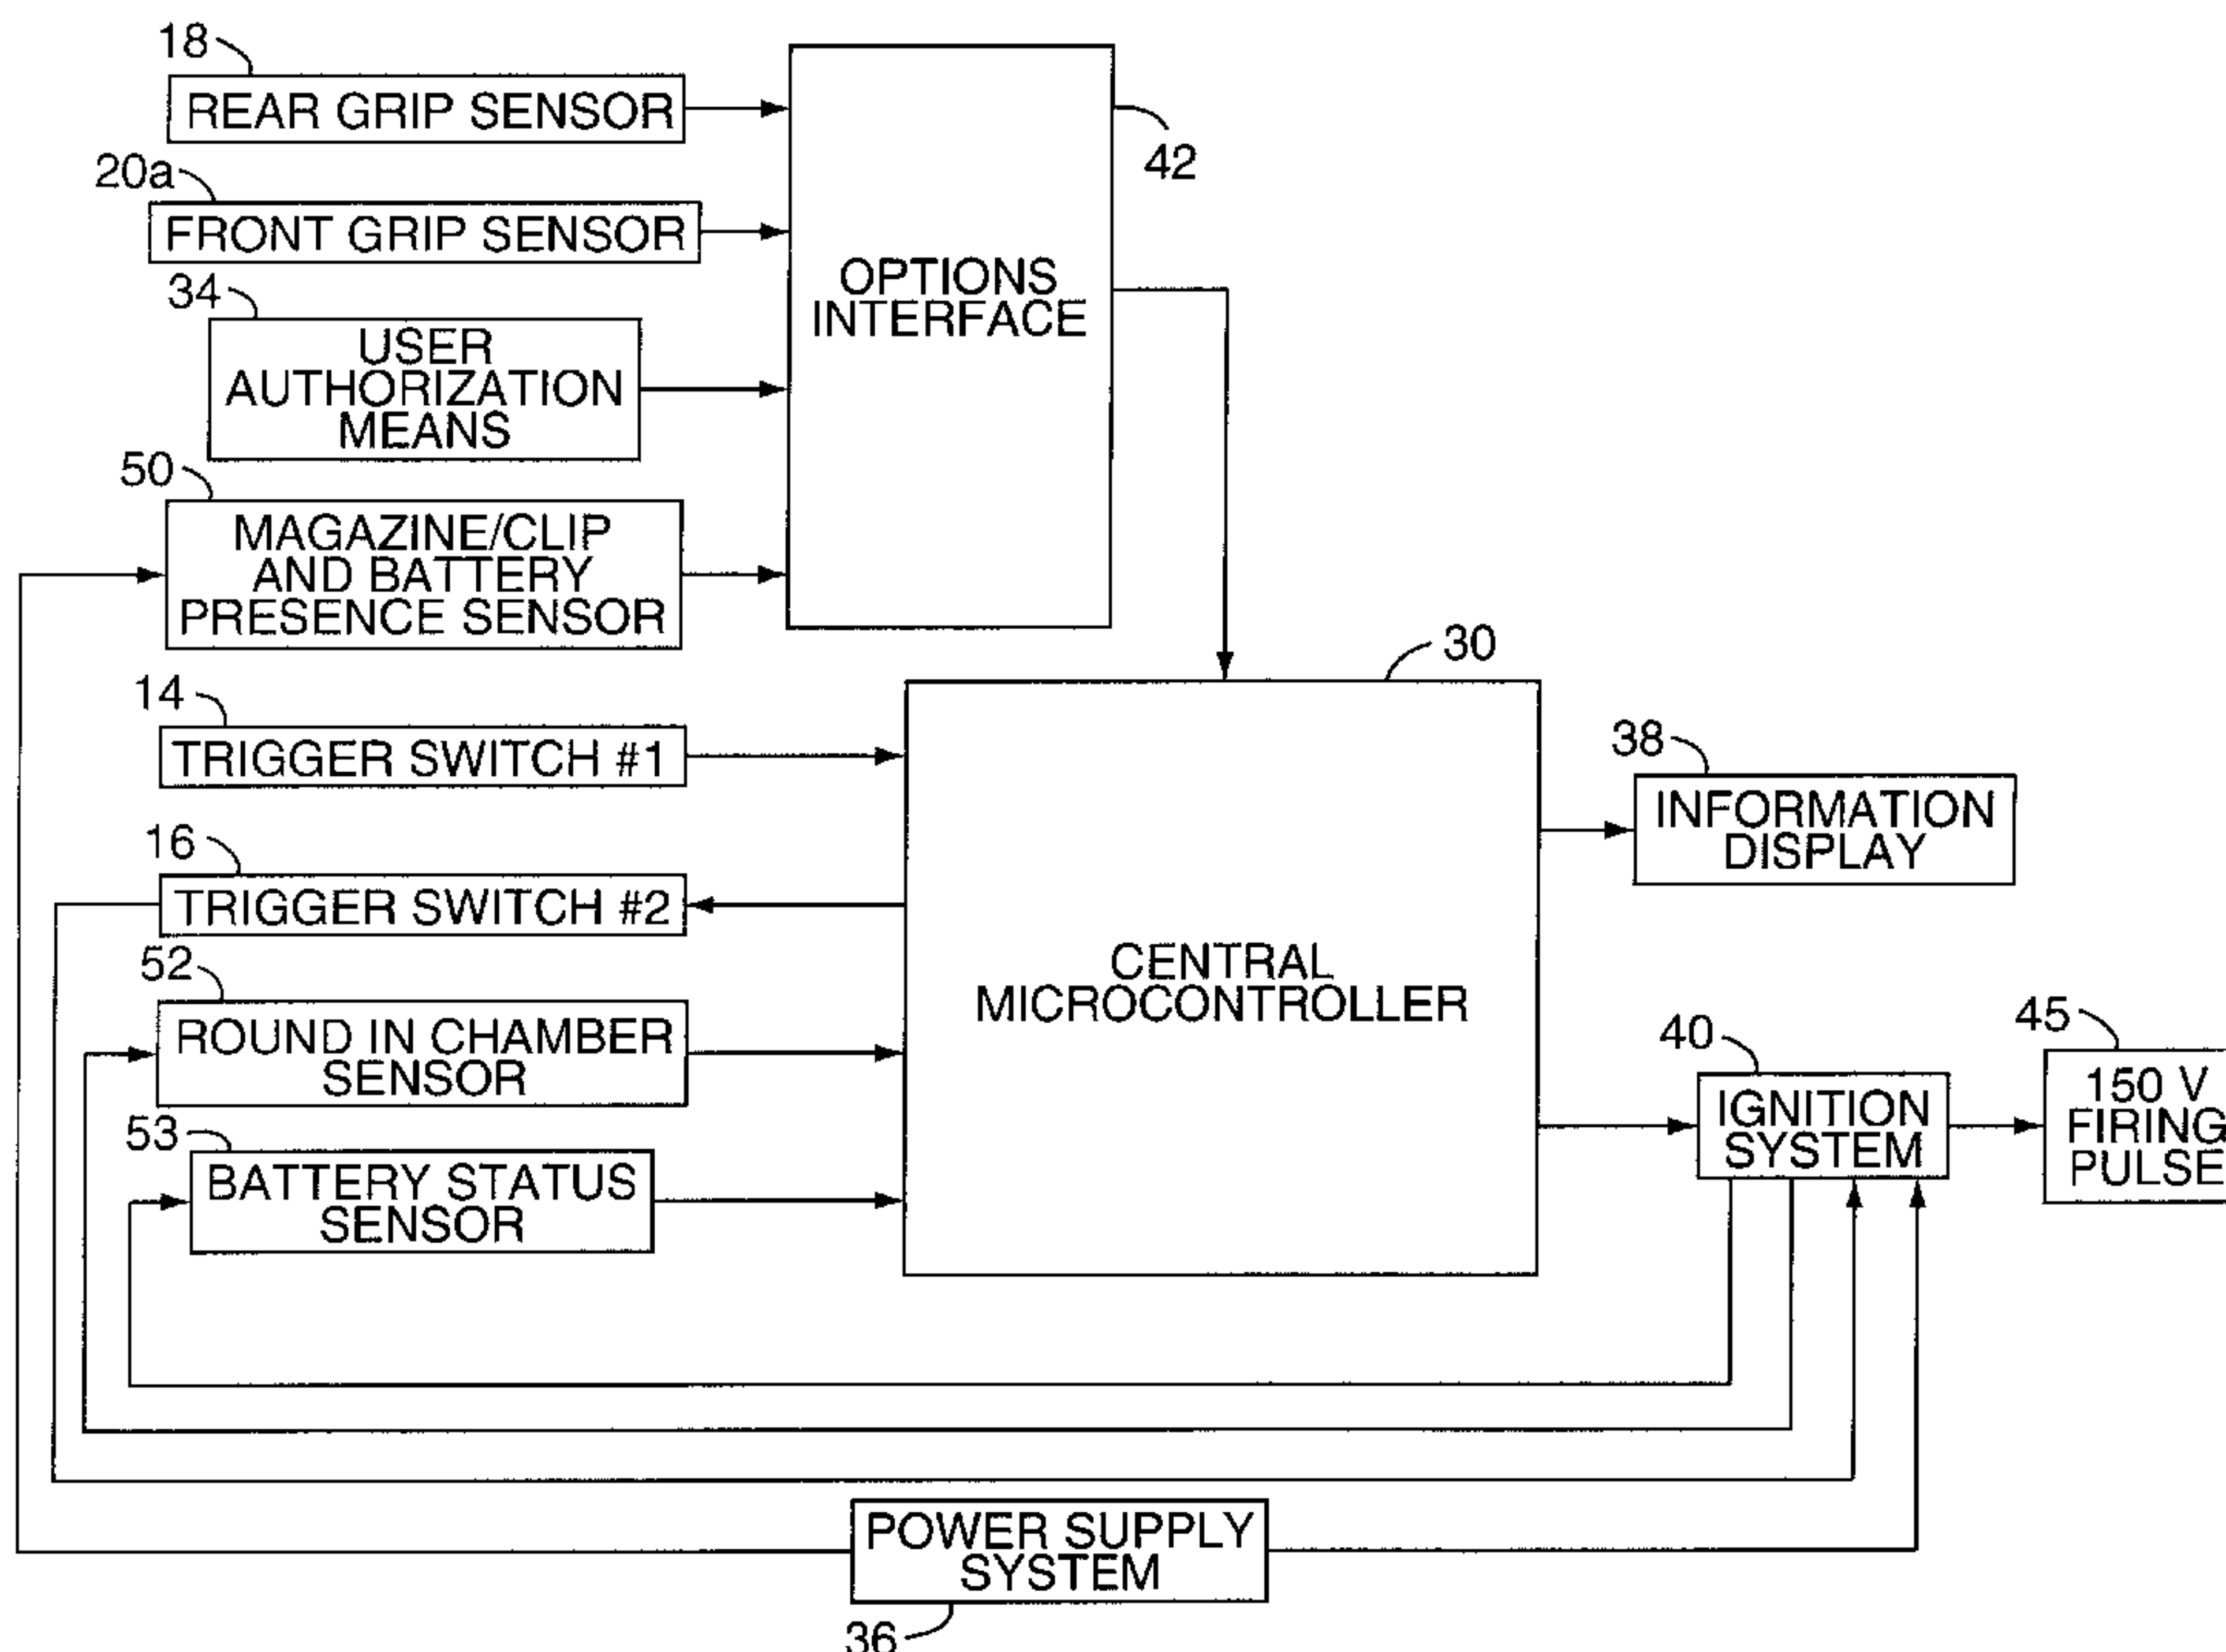 18
REAR GRIP SENSOR
20a
FRONT GRIP SENSOR
34
USER
AUTHORIZATION
MEANS
50
MAGAZINE/CLIP
AND BATTERY
PRESENCE SENSOR
OPTIONS
INTERFACE
42
14
TRIGGER SWITCH #1
16
TRIGGER SWITCH #2
52
ROUND IN CHAMBER
SENSOR
53
BATTERY STATUS
SENSOR
30
CENTRAL
MICROCONTROLLER
38
INFORMATION
DISPLAY
40
IGNITION
SYSTEM
45
150 V
FIRING
PULSE
POWER SUPPLY
SYSTEM
36